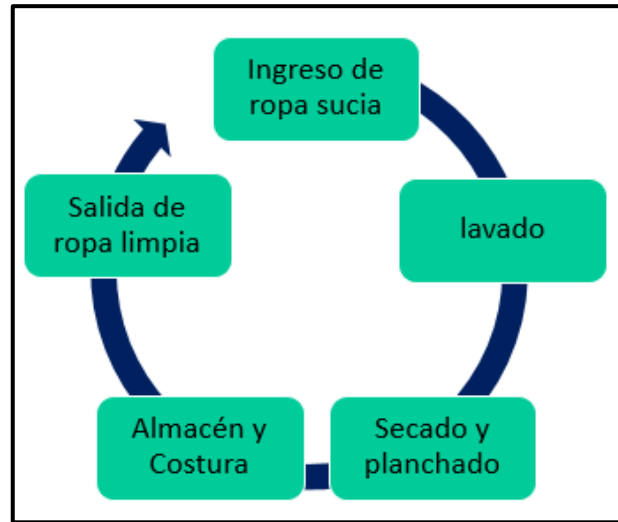 Ingreso de
ropa sucia
lavado
Secado y
planchado
Almacén y
Costura
Salida de
ropa limpia